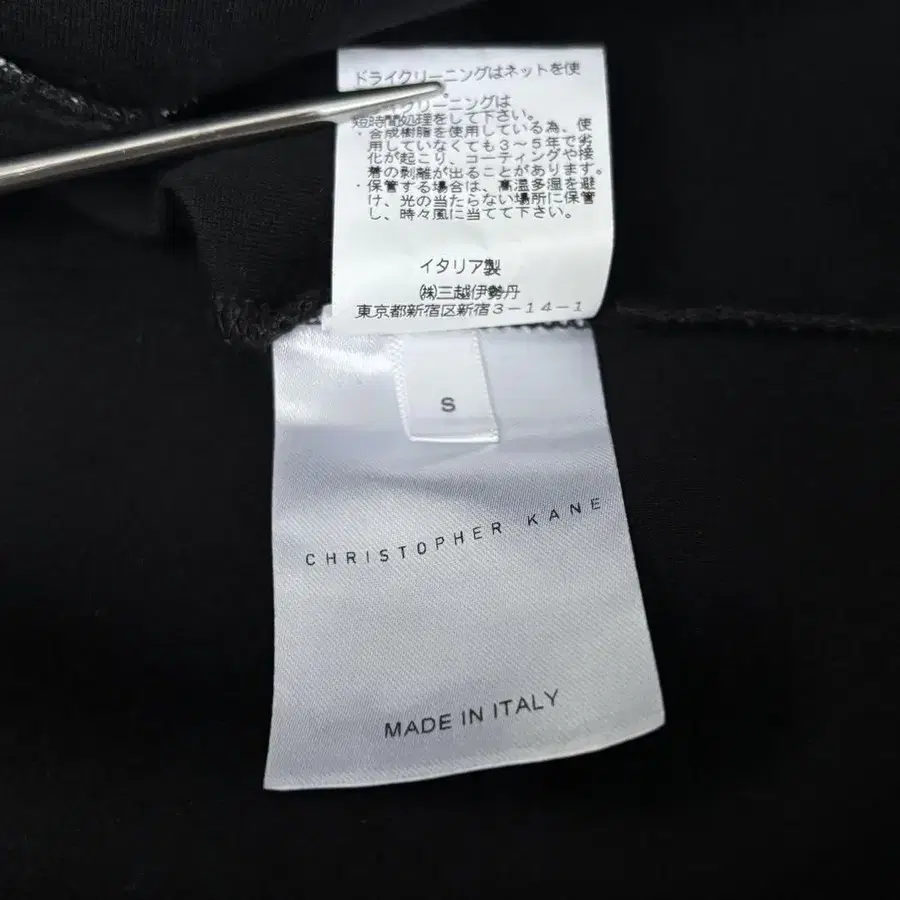 ドライクリーニングはネットを使
ライクリーニングは
短時間処理をして下さい。
・合成樹脂を使用している為、使
用していなくても3～5年で劣
化が起こり、コーティングや接
着の剥離が出ることがあります。
・保管する場合は、高温多湿を避
け、光の当たらない場所に保管
し、時々風に当てて下さい。
イタリア製
㈱三越伊勢丹
東京都新宿区新宿3－14－1
S
CHRISTOPHER KANE
MADE IN ITALY